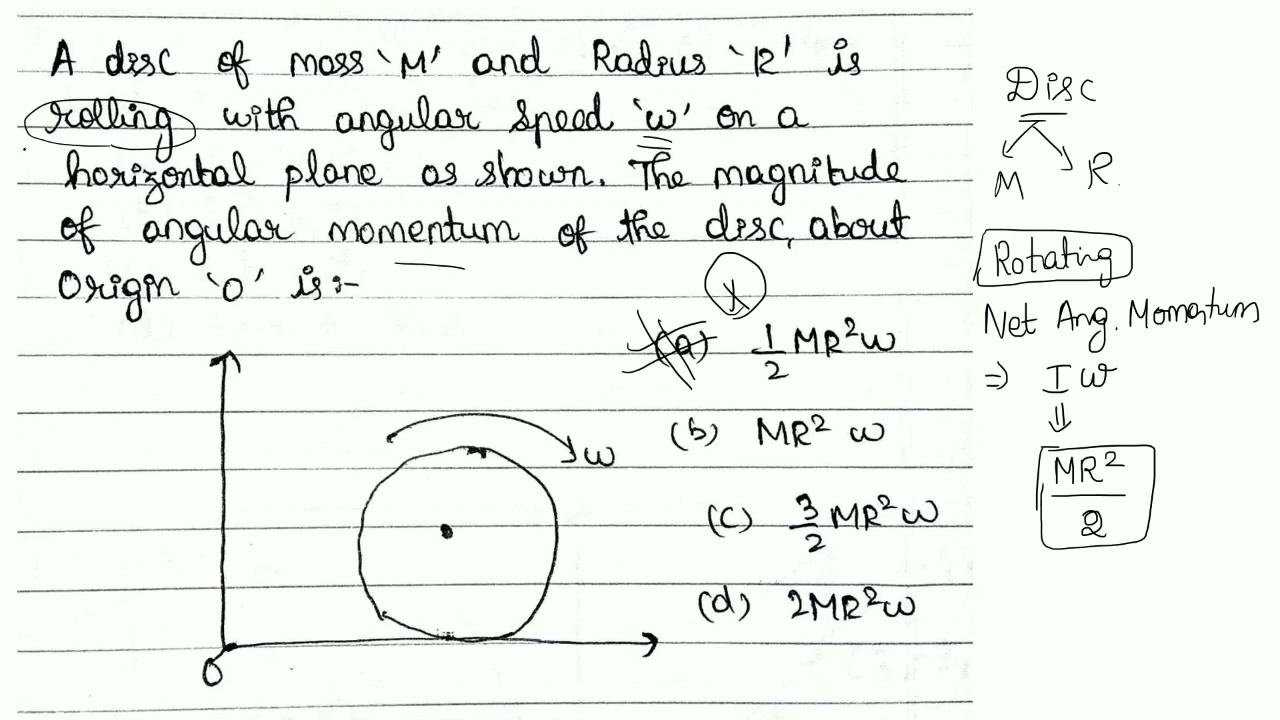 A disc of mass 'M' and Radius 'R' is
rolling with angular speed 'ω' on a
horizontal plane as shown. The magnitude
of angular momentum of the disc, about
Origin 'O' is :-
(a) 1/2 MR²ω
(b) MR² ω
(c) 3/2 MR²ω
(d) 2MR²ω
ω
O
Disc
M R.
Rotating
Net Ang. Momentum
⇒ I ω
⇓
MR²/2